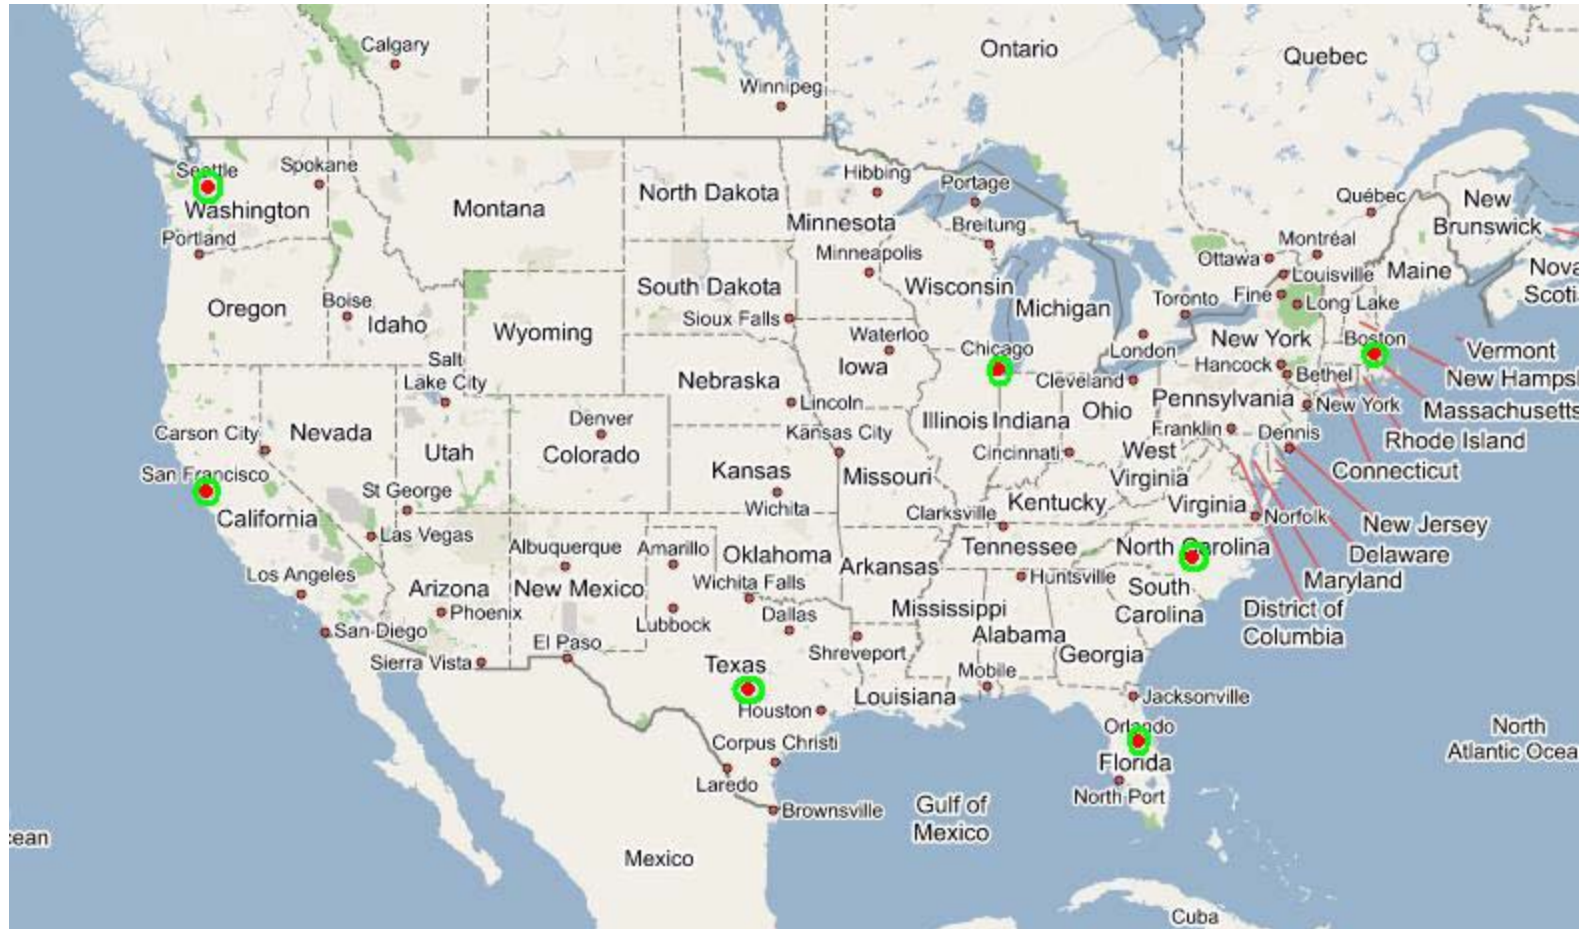 Calgary
Ontario
Quebec
Winnipeg
Seattle
Spokane
Hibbing
Portage
North Dakota
Québec
New
Brunswick
Washington
Montana
Minnesota
Breitung
Portland
Minneapolis
Montréal
Ottawa
Louisville
Maine
Nova
Scoti
South Dakota
Wisconsin
Michigan
Toronto
Fine
Long Lake
Oregon
Boise
Idaho
Wyoming
Sioux Falls
Waterloo
New York
Boston
Chicago
London
Vermont
Salt
Lake City
Iowa
Hancock
Bethel
New Hampsl
Nebraska
Cleveland
Pennsylvania
Lincoln
Ohio
New York
Massachusetts
Denver
Illinois
Indiana
Carson City
Nevada
Kansas City
Franklin
Dennis
Rhode Island
Utah
Colorado
Cincinnati
West
Virginia
Connecticut
San Francisco
Kansas
Missouri
St George
California
Wichita
Kentucky
Virginia
Clarksville
Norfolk
New Jersey
Las Vegas
Albuquerque
Amarillo
Oklahoma
Tennessee
North Carolina
Delaware
Arkansas
Los Angeles
Arizona
New Mexico
Wichita Falls
Huntsville
Maryland
South
Carolina
Phoenix
Lubbock
Dallas
Mississippi
District of
Columbia
San Diego
El Paso
Shreveport
Alabama
Georgia
Sierra Vista
Texas
Mobile
Louisiana
Jacksonville
Houston
Orlando
North
Atlantic Ocea
Corpus Christi
Florida
Laredo
North Port
Brownsville
Gulf of
Mexico
cean
Mexico
Cuba